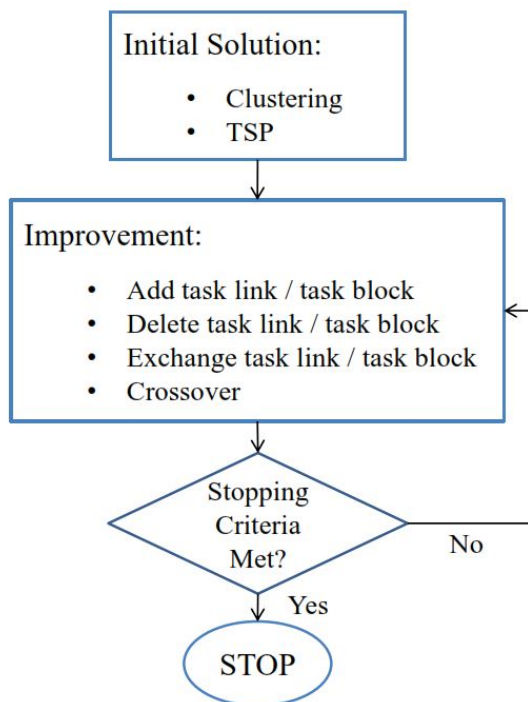 Initial Solution:
• Clustering
• TSP
Improvement:
• Add task link / task block
• Delete task link / task block
• Exchange task link / task block
• Crossover
Stopping
Criteria
Met?
No
Yes
STOP